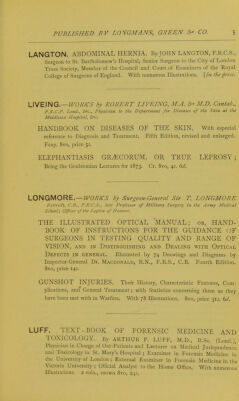 PUBLISHED BY LONGMANS, GREEN & CO. 5
LANGTON. ABDOMINAL HERNIA. By JOHN LANGTON, F.R.C.S.,
Surgeon to St. Bartholomew's Hospital, Senior Surgeon to the City of London
Truss Society, Member of the Council and Court of Examiners of the Royal
College of Surgeons of England. With numerous Illustrations. [In the press.
LIVEING.—WORKS by ROBERT LIVEING, M.A. & M.D. Cantab.,
F.R.C.P. Lond., &c., Physician to the Department for Diseases of the Skin at the
Middlesex Hospital, &c.
HANDBOOK ON DISEASES OF THE SKIN. With especial
reference to Diagnosis and Treatment. Fifth Edition, revised and enlarged.
Fcap. 8vo, price 5s.
ELEPHANTIASIS GRÆCORUM, OR TRUE LEPROSY;
Being the Goulstonian Lectures for 1873. Cr. 8vo, 4s. 6d.
LONGMORE.—WORKS by Surgeon-General Sir T. LONGMORE
(Retired), C.B., F.R.C.S., late Professor of Military Surgery in the Army Medical
School; Officer of the Legion of Honour.
THE ILLUSTRATED OPTICAL MANUAL; OR, HAND-
BOOK OF INSTRUCTIONS FOR THE GUIDANCE OF
SURGEONS IN TESTING QUALITY AND RANGE OF
VISION, AND IN DISTINGUISHING AND DEALING WITH OPTICAL
DEFECTS IN GENERAL. Illustrated by 74 Drawings and Diagrams by
Inspector-General Dr. MACDONALD, R.N., F.R.S., C.B. Fourth Edition.
8vo, price 14s.
GUNSHOT INJURIES. Their History, Characteristic Features, Com-
plications, and General Treatment; with Statistics concerning them as they
have been met with in Warfare. With 78 Illustrations. 8vo, price 31s. 6d.
LUFF. TEXT-BOOK OF FORENSIC MEDICINE AND
TOXICOLOGY. By ARTHUR P. LUFF, M.D., B.Sc. (Lond.),
Physician in Charge of Out-Patients and Lecturer on Medical Jurisprudence
and Toxicology in St. Mary's Hospital; Examiner in Forensic Medicine in
the University of London; External Examiner in Forensic Medicine in the
Victoria University; Official Analyst to the Home Office. With numerous
Illustrations. 2 vols., crown 8vo, 24s.